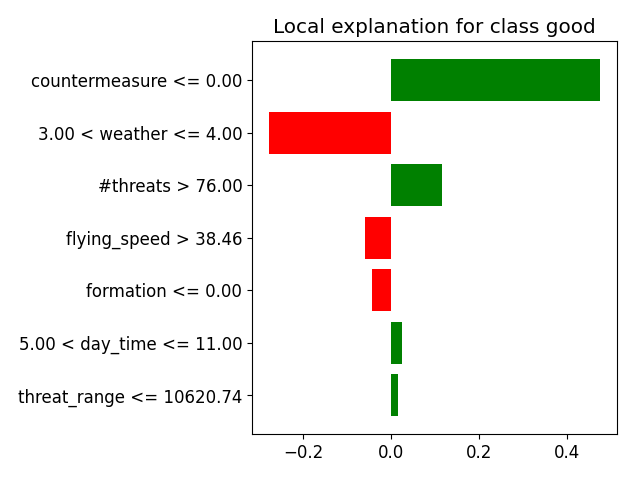 Local explanation for class good
countermeasure <= 0.00
3.00 < weather <= 4.00
#threats > 76.00
flying_speed > 38.46
formation <= 0.00
5.00 < day_time <= 11.00
threat_range <= 10620.74
−0.2 0.0 0.2 0.4